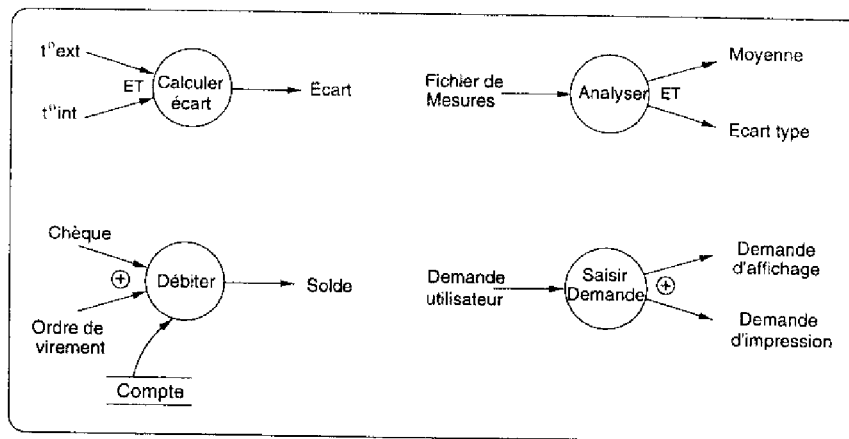 t°ext
ET
Calculer
écart
Écart
t°int
Fichier de
Mesures
Analyser
ET
Moyenne
Ecart type
Chèque
+
Débiter
Solde
Ordre de
virement
Compte
Demande
utilisateur
Saisir
Demande
+
Demande
d'affichage
Demande
d'impression